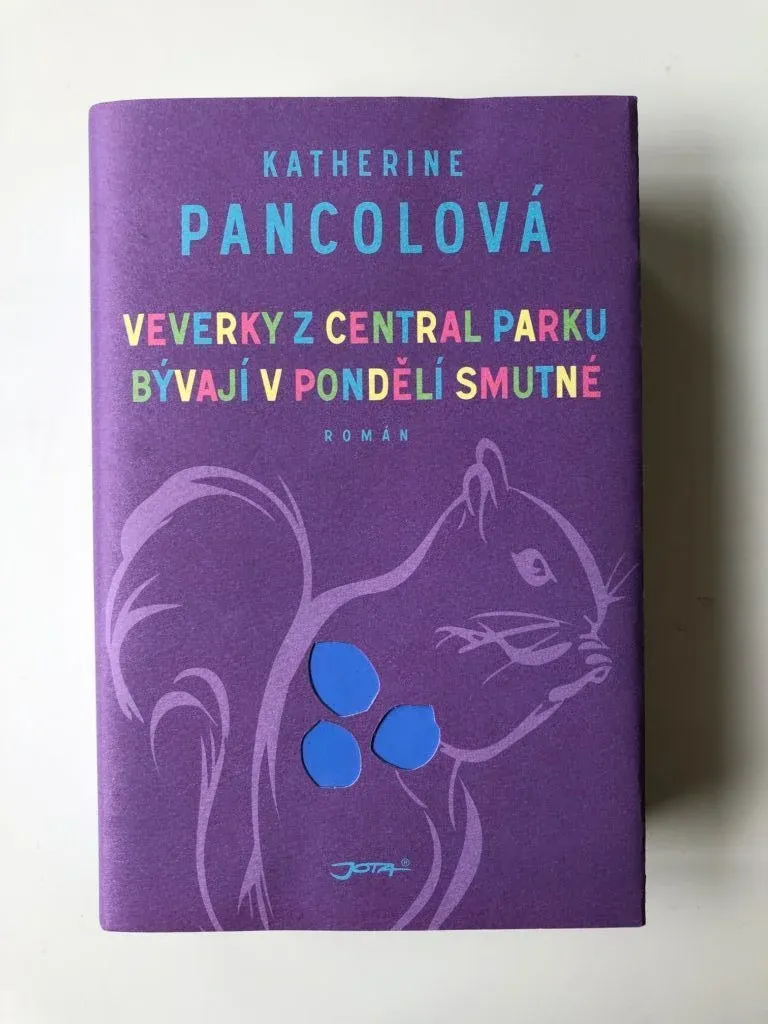 KATHERINE
PANCOLOVÁ
VEVERKY Z CENTRAL PARKU
BÝVAJÍ V PONDĚLÍ SMUTNÉ
ROMÁN
JOTA®